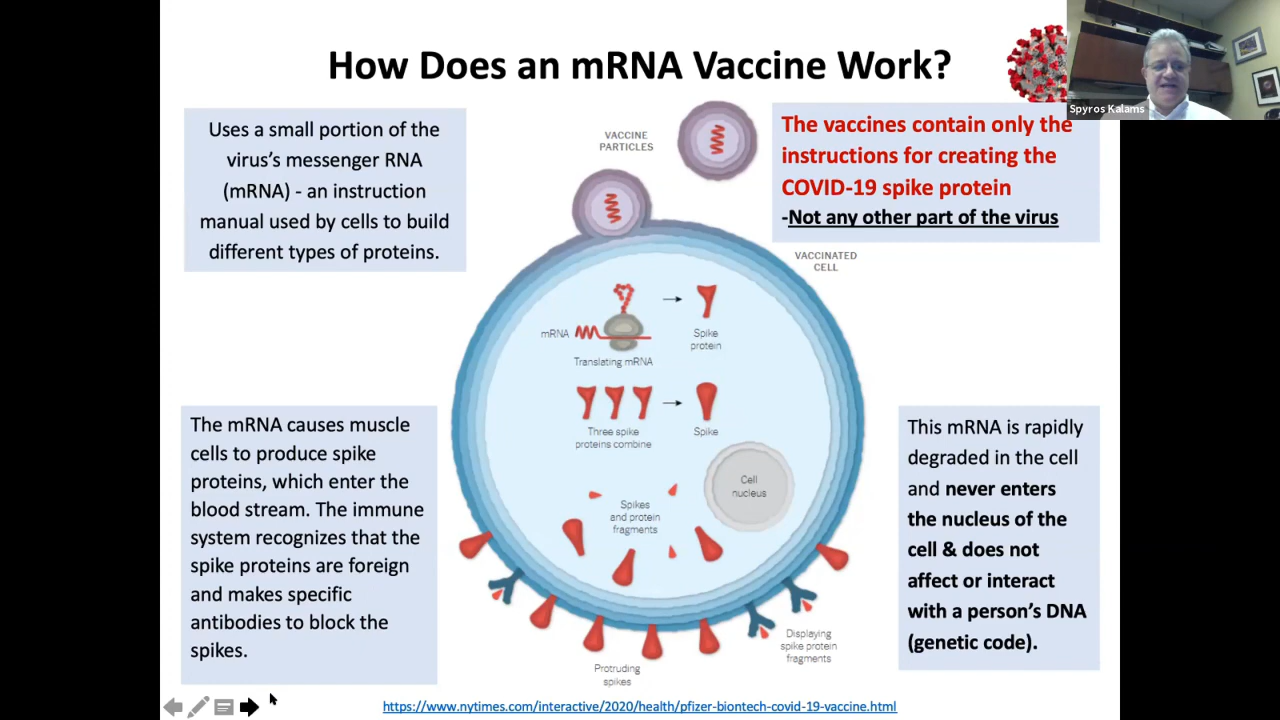 How Does an mRNA Vaccine Work?
Spyros Kalams
Uses a small portion of the
virus’s messenger RNA
(mRNA) - an instruction
manual used by cells to build
different types of proteins.
VACCINE
PARTICLES
The vaccines contain only the
instructions for creating the
COVID-19 spike protein
-Not any other part of the virus
VACCINATED
CELL
mRNA
Translating mRNA
Spike
protein
Three spike
proteins combine
Spike
Cell
nucleus
Spikes
and protein
fragments
The mRNA causes muscle
cells to produce spike
proteins, which enter the
blood stream. The immune
system recognizes that the
spike proteins are foreign
and makes specific
antibodies to block the
spikes.
This mRNA is rapidly
degraded in the cell
and never enters
the nucleus of the
cell & does not
affect or interact
with a person’s DNA
(genetic code).
Displaying
spike protein
fragments
Protruding
spikes
https://www.nytimes.com/interactive/2020/health/pfizer-biontech-covid-19-vaccine.html